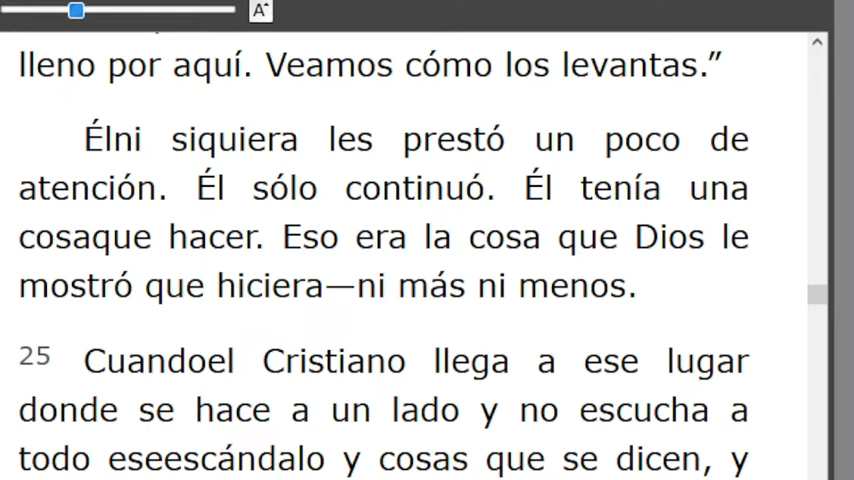 A
lleno por aquí. Veamos cómo los levantas.”
Élni siquiera les prestó un poco de
atención. Él sólo continuó. Él tenía una
cosaque hacer. Eso era la cosa que Dios le
mostró que hiciera—ni más ni menos.
25 Cuandoel Cristiano llega a ese lugar
donde se hace a un lado y no escucha a
todo eseescándalo y cosas que se dicen, y